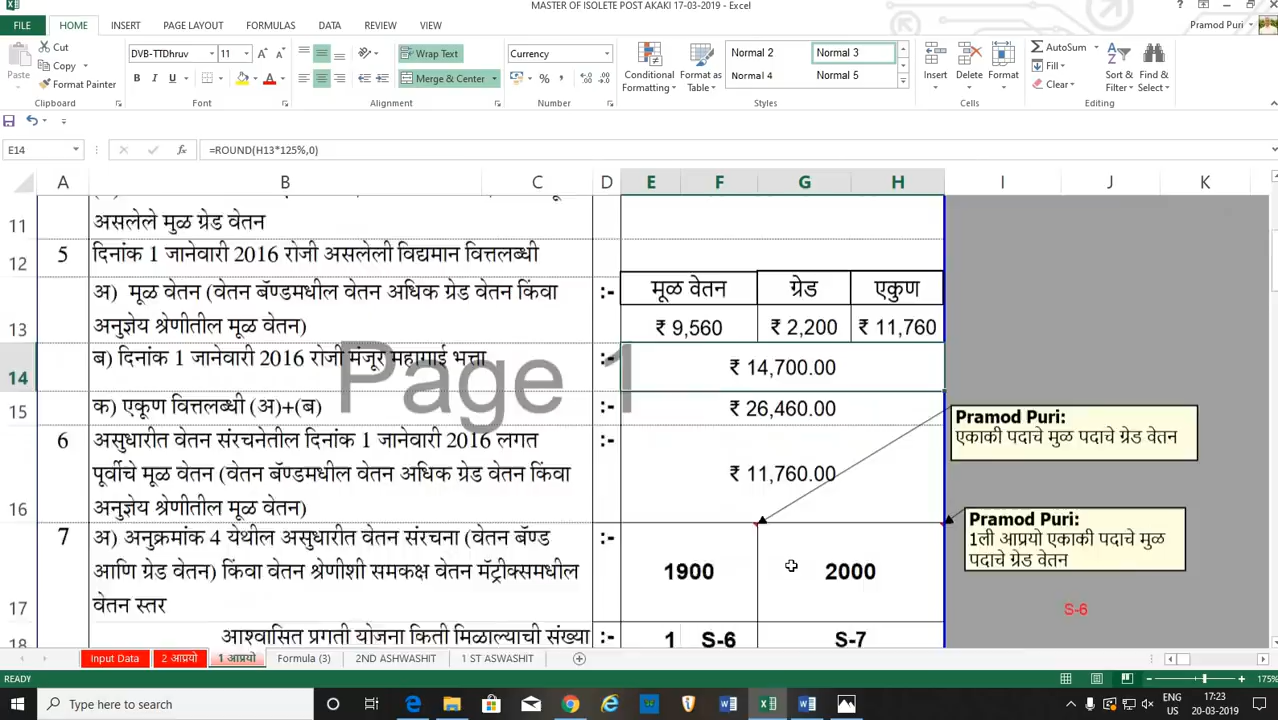 MASTER OF ISOLETE POST AKAKI 17-03-2019 - Excel
FILE HOME INSERT PAGE LAYOUT FORMULAS DATA REVIEW VIEW Pramod Puri
Cut
Copy
Format Painter
Paste
Clipboard
DVB-TTDhruv 11
Font
Wrap Text
Merge & Center
Alignment
Currency
Number
Conditional Formatting
Format as Table
Normal 2 Normal 3
Normal 4 Normal 5
Styles
Insert Delete Format
Cells
AutoSum
Fill
Clear
Sort & Filter
Find & Select
Editing
E14 =ROUND(H13*125%,0)
A B C D E F G H I J K
11 असलेले मुळ ग्रेड वेतन
12 5 दिनांक 1 जानेवारी 2016 रोजी असलेली विद्यमान वित्तलब्धी
अ) मूळ वेतन (वेतन बॅण्डमधील वेतन अधिक ग्रेड वेतन किंवा :- मूळ वेतन ग्रेड एकुण
13 अनुज्ञेय श्रेणीतील मूळ वेतन) ₹ 9,560 ₹ 2,200 ₹ 11,760
14 ब) दिनांक 1 जानेवारी 2016 रोजी मंजूर महागाई भत्ता :- ₹ 14,700.00
Page 1
15 क) एकूण वित्तलब्धी (अ)+(ब) :- ₹ 26,460.00
Pramod Puri:
एकाकी पदाचे मुळ पदाचे ग्रेड वेतन
6 असुधारीत वेतन संरचनेतील दिनांक 1 जानेवारी 2016 लगत :-
पूर्वीचे मूळ वेतन (वेतन बॅण्डमधील वेतन अधिक ग्रेड वेतन किंवा ₹ 11,760.00
16 अनुज्ञेय श्रेणीतील मूळ वेतन)
Pramod Puri:
1ली आप्रयो एकाकी पदाचे मुळ
पदाचे ग्रेड वेतन
7 अ) अनुक्रमांक 4 येथील असुधारीत वेतन संरचना (वेतन बॅण्ड :-
आणि ग्रेड वेतन) किंवा वेतन श्रेणीशी समकक्ष वेतन मॅट्रीक्समधील 1900 2000
17 वेतन स्तर S-6
18 आश्वासित प्रगती योजना किती मिळाल्याची संख्या :- 1 S-6 S-7
Input Data 2 आप्रयो 1 आप्रयो Formula (3) 2ND ASHWASHIT 1 ST ASWASHIT
READY 175%
Type here to search
ENG 17:23
US 20-03-2019